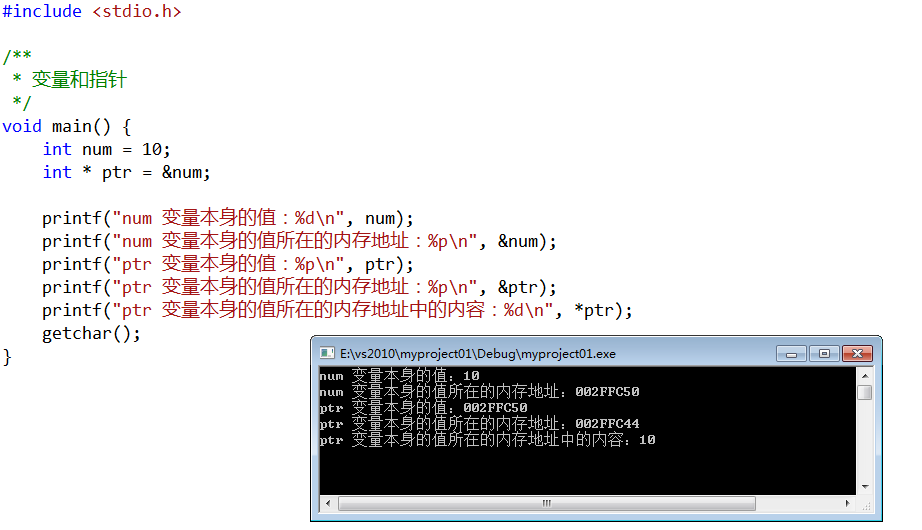 #include <stdio.h>
/**
 * 变量和指针
 */
void main() {
    int num = 10;
    int * ptr = &num;
    printf("num 变量本身的值：%d\n", num);
    printf("num 变量本身的值所在的内存地址：%p\n", &num);
    printf("ptr 变量本身的值：%p\n", ptr);
    printf("ptr 变量本身的值所在的内存地址：%p\n", &ptr);
    printf("ptr 变量本身的值所在的内存地址中的内容：%d\n", *ptr);
    getchar();
}
E:\vs2010\myproject01\Debug\myproject01.exe
num 变量本身的值：10
num 变量本身的值所在的内存地址：002FFC50
ptr 变量本身的值：002FFC50
ptr 变量本身的值所在的内存地址：002FFC44
ptr 变量本身的值所在的内存地址中的内容：10